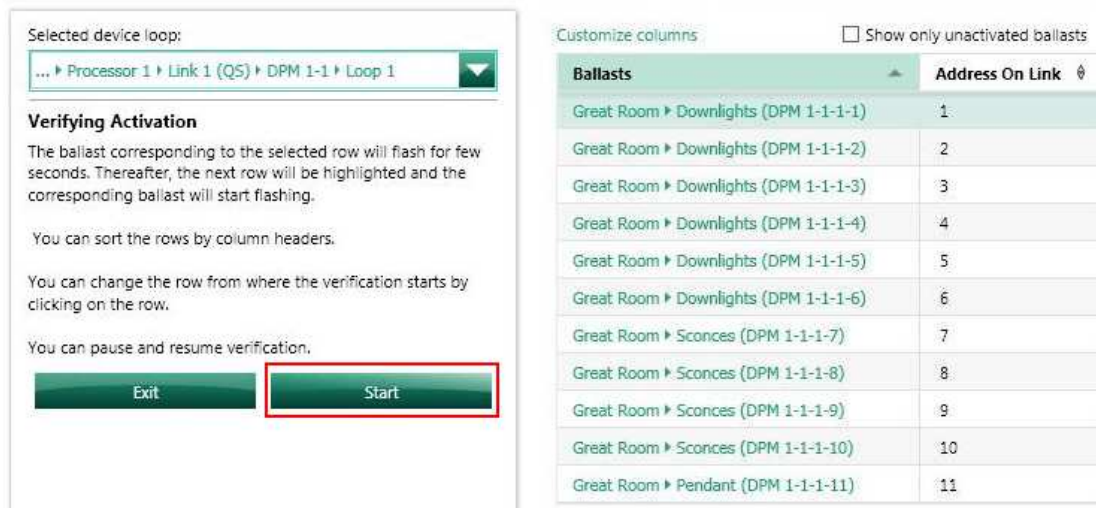 Selected device loop:
... ▸ Processor 1 ▸ Link 1 (QS) ▸ DPM 1-1 ▸ Loop 1
Verifying Activation
The ballast corresponding to the selected row will flash for few
seconds. Thereafter, the next row will be highlighted and the
corresponding ballast will start flashing.
You can sort the rows by column headers.
You can change the row from where the verification starts by
clicking on the row.
You can pause and resume verification.
Exit Start
Customize columns Show only unactivated ballasts
Ballasts Address On Link
Great Room ▸ Downlights (DPM 1-1-1-1) 1
Great Room ▸ Downlights (DPM 1-1-1-2) 2
Great Room ▸ Downlights (DPM 1-1-1-3) 3
Great Room ▸ Downlights (DPM 1-1-1-4) 4
Great Room ▸ Downlights (DPM 1-1-1-5) 5
Great Room ▸ Downlights (DPM 1-1-1-6) 6
Great Room ▸ Sconces (DPM 1-1-1-7) 7
Great Room ▸ Sconces (DPM 1-1-1-8) 8
Great Room ▸ Sconces (DPM 1-1-1-9) 9
Great Room ▸ Sconces (DPM 1-1-1-10) 10
Great Room ▸ Pendant (DPM 1-1-1-11) 11